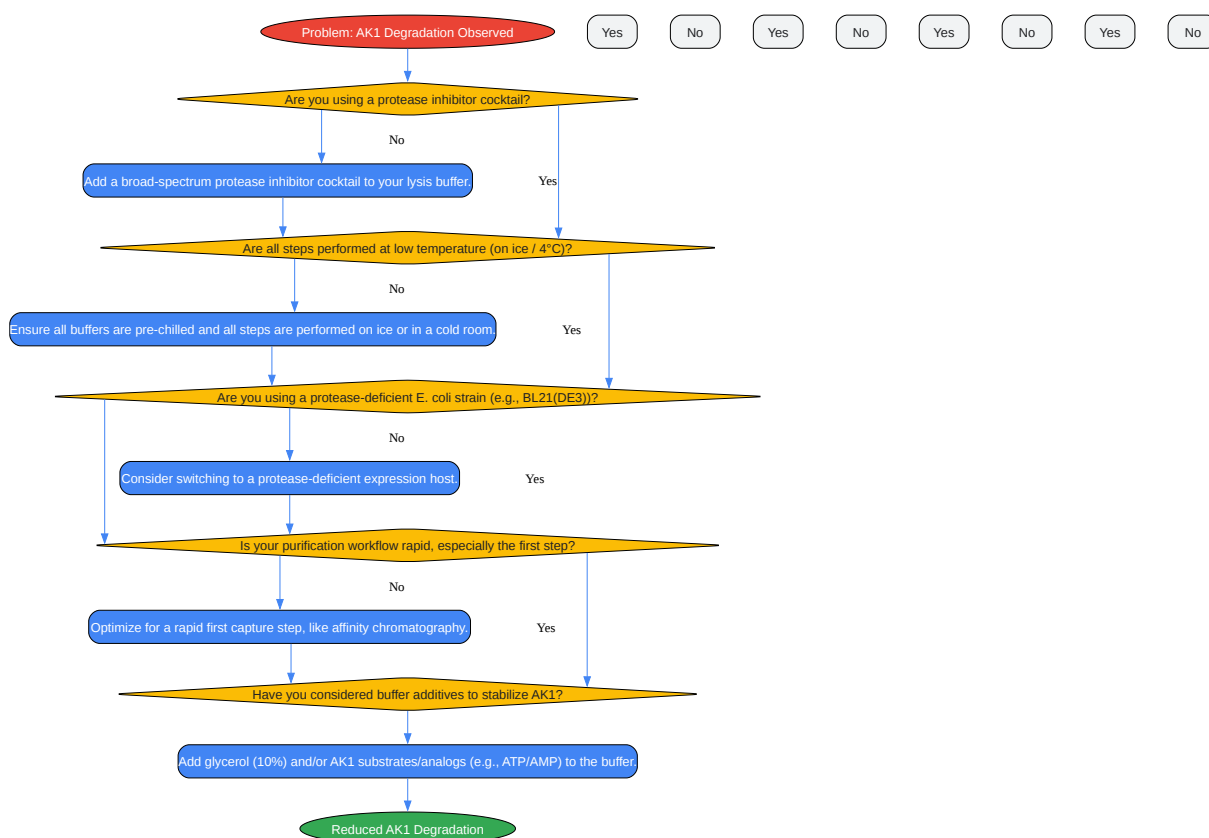 Problem: AK1 Degradation Observed
Yes
No
Yes
No
Yes
No
Yes
No
Are you using a protease inhibitor cocktail?
No
Add a broad-spectrum protease inhibitor cocktail to your lysis buffer.
Yes
Are all steps performed at low temperature (on ice / 4°C)?
No
Ensure all buffers are pre-chilled and all steps are performed on ice or in a cold room.
Yes
Are you using a protease-deficient E. coli strain (e.g., BL21(DE3))?
No
Consider switching to a protease-deficient expression host.
Yes
Is your purification workflow rapid, especially the first step?
No
Optimize for a rapid first capture step, like affinity chromatography.
Yes
Have you considered buffer additives to stabilize AK1?
Add glycerol (10%) and/or AK1 substrates/analogs (e.g., ATP/AMP) to the buffer.
Reduced AK1 Degradation